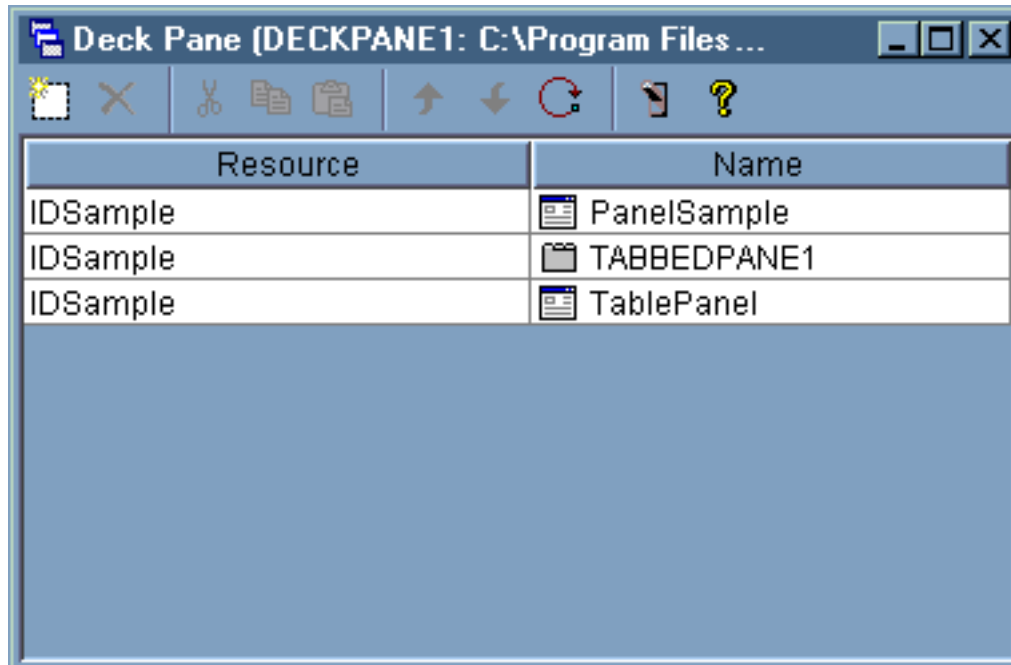 Deck Pane (DECKPANE1: C:\Program Files ...
Resource Name
IDSample PanelSample
IDSample TABBEDPANE1
IDSample TablePanel